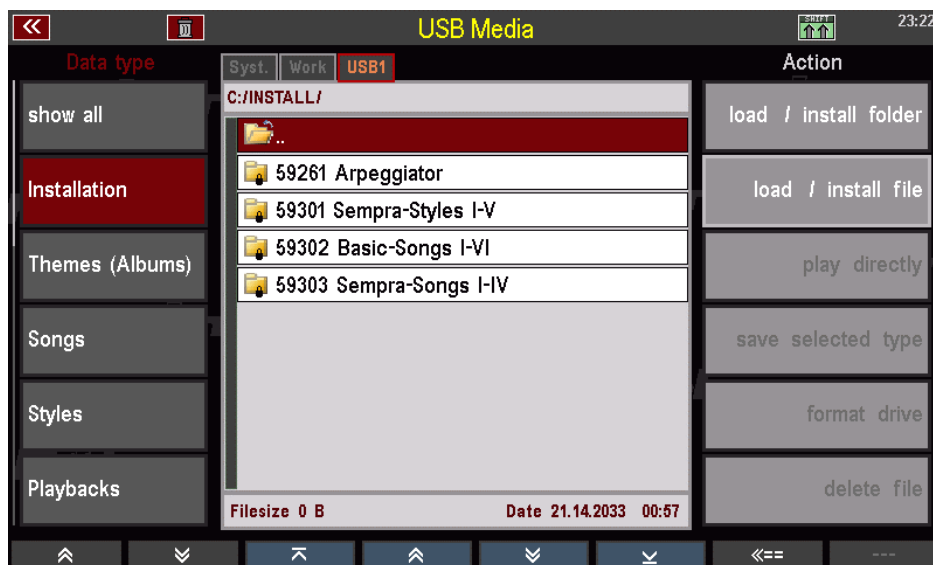 USB Media
SHIFT
23:22
Data type
Syst. Work USB1
Action
C:/INSTALL/
show all
Installation
Themes (Albums)
Songs
Styles
Playbacks
..
59261 Arpeggiator
59301 Sempra-Styles I-V
59302 Basic-Songs I-VI
59303 Sempra-Songs I-IV
Filesize 0 B Date 21.14.2033 00:57
load / install folder
load / install file
play directly
save selected type
format drive
delete file
«==
---